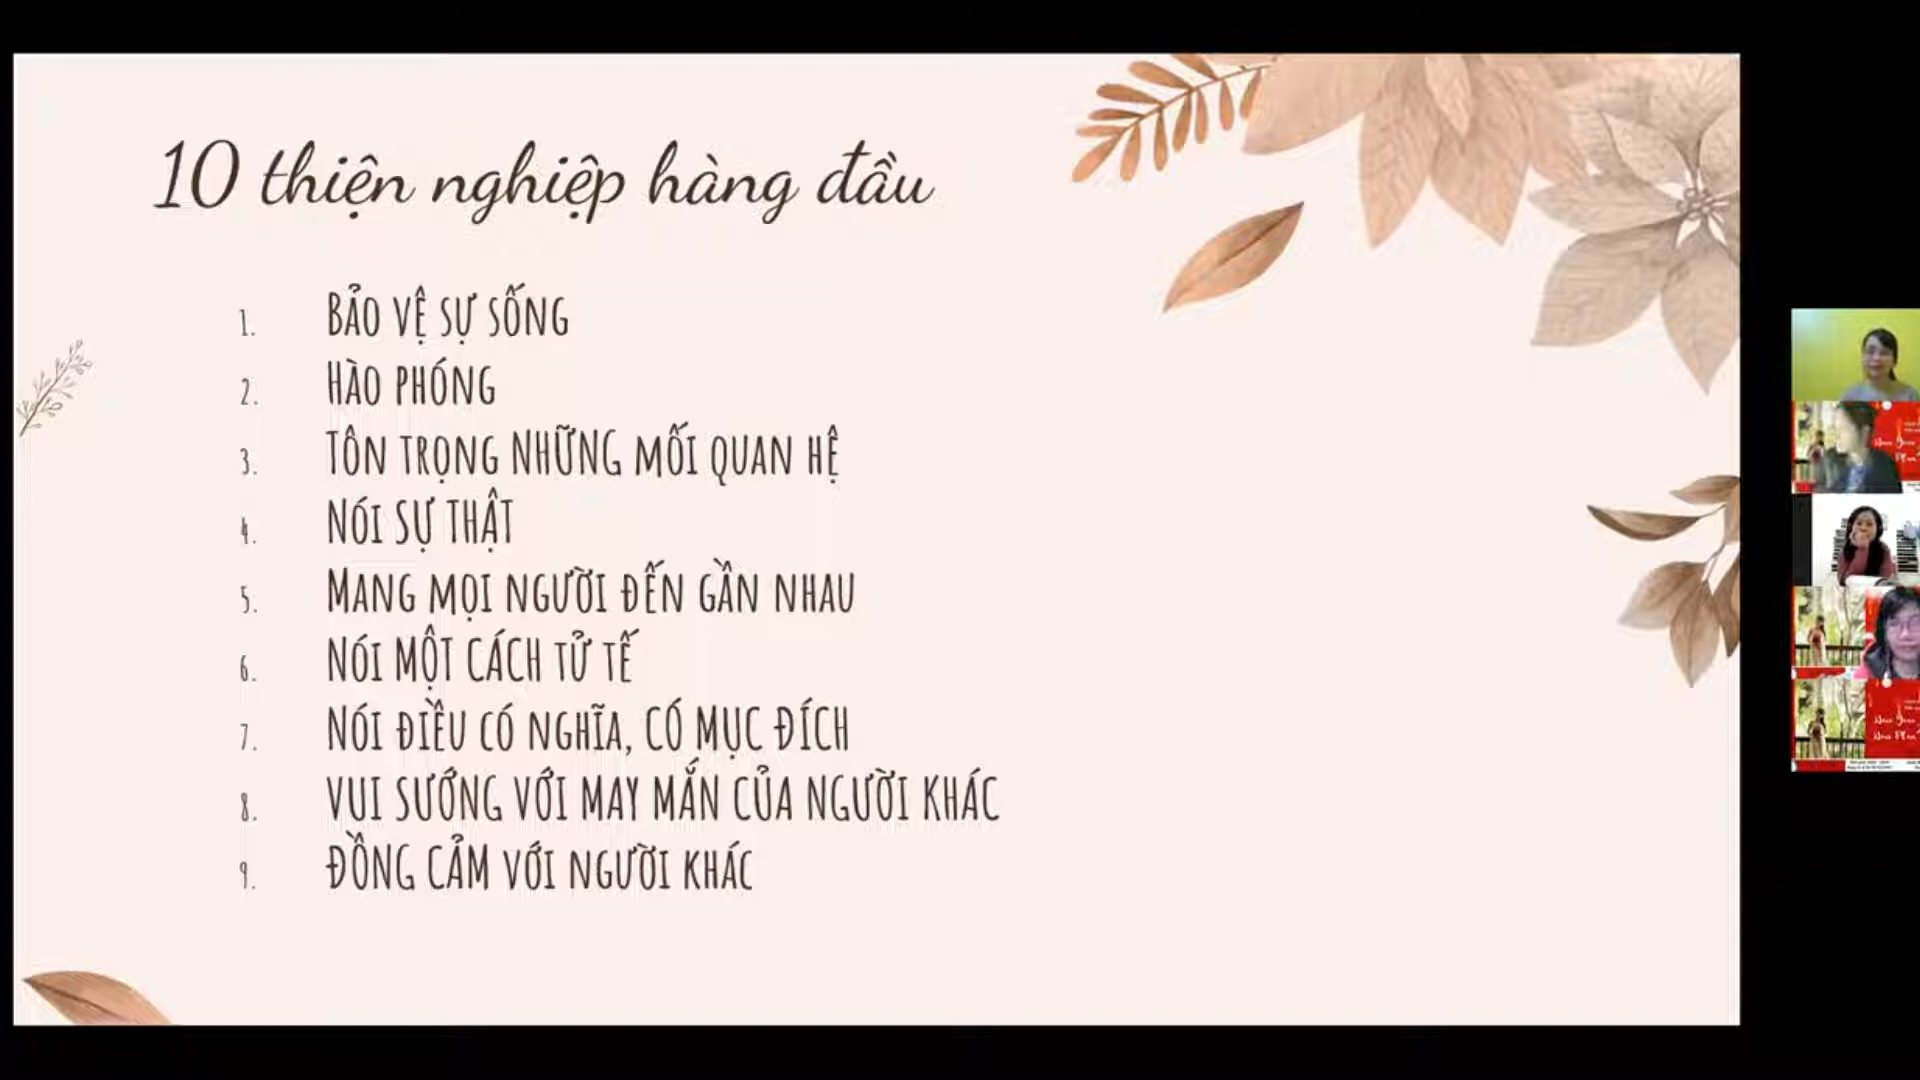 10 thiện nghiệp hàng đầu
1. BẢO VỆ SỰ SỐNG
2. HÀO PHÓNG
3. TÔN TRỌNG NHỮNG MỐI QUAN HỆ
4. NÓI SỰ THẬT
5. MANG MỌI NGƯỜI ĐẾN GẦN NHAU
6. NÓI MỘT CÁCH TỬ TẾ
7. NÓI ĐIỀU CÓ NGHĨA, CÓ MỤC ĐÍCH
8. VUI SƯỚNG VỚI MAY MẮN CỦA NGƯỜI KHÁC
9. ĐỒNG CẢM VỚI NGƯỜI KHÁC